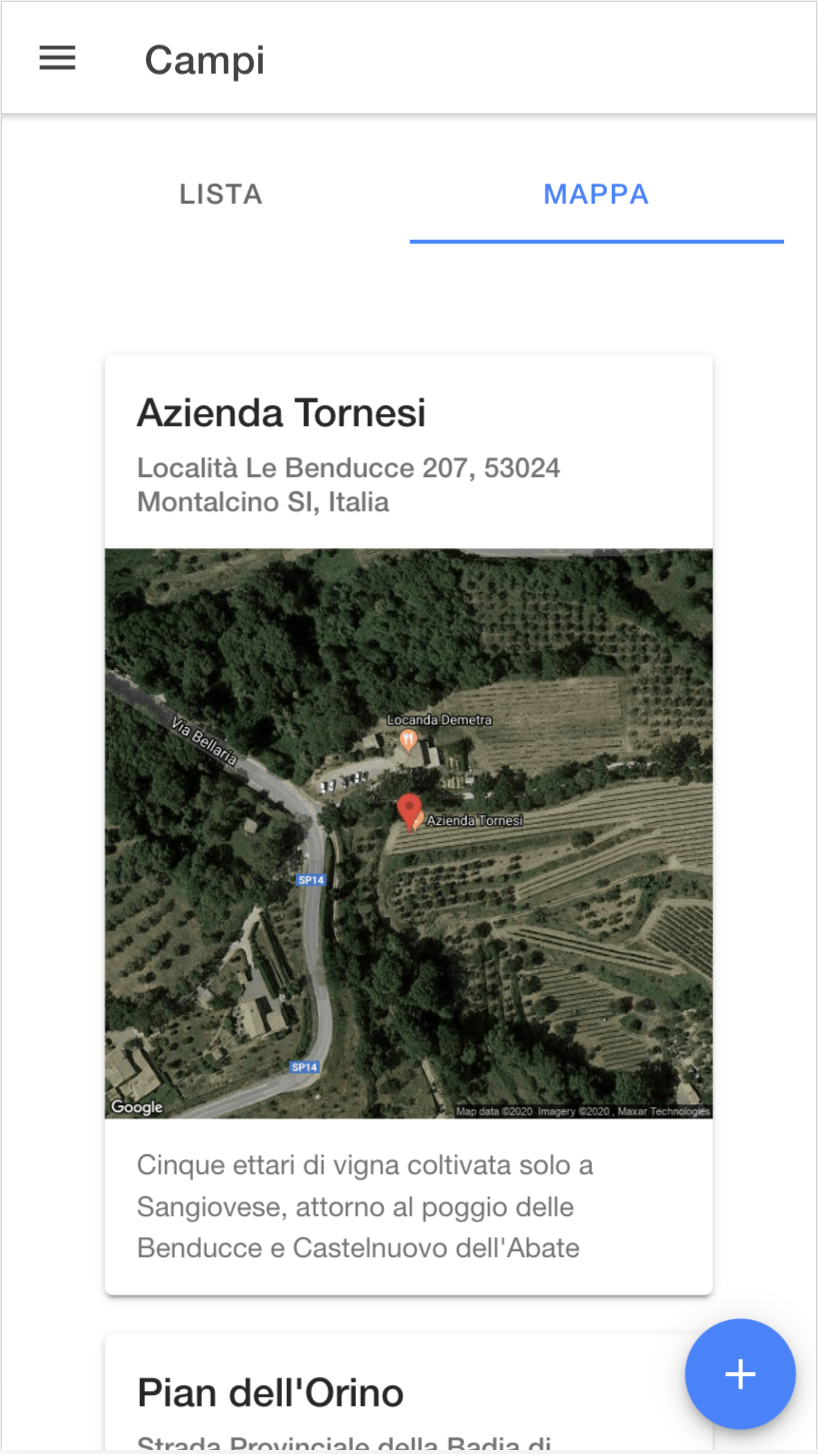 Campi
LISTA
MAPPA
Azienda Tornesi
Località Le Benducce 207, 53024
Montalcino SI, Italia
Via Bellaria
Locanda Demetra
Azienda Tornesi
SP14
SP14
Google
Map data ©2020 Imagery ©2020 , Maxar Technologies
Cinque ettari di vigna coltivata solo a
Sangiovese, attorno al poggio delle
Benducce e Castelnuovo dell'Abate
Pian dell'Orino
Strada Provinciale della Badia di